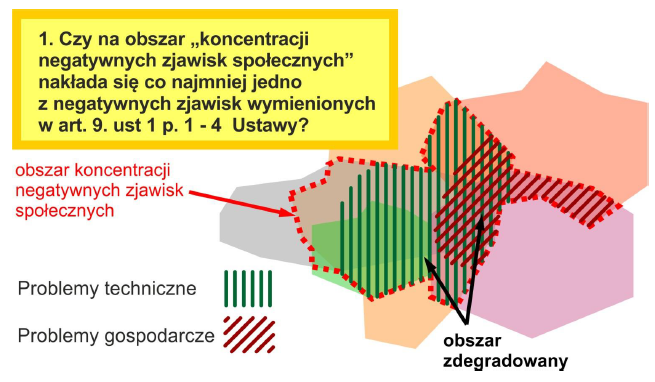 1. Czy na obszar „koncentracji
negatywnych zjawisk społecznych”
nakłada się co najmniej jedno
z negatywnych zjawisk wymienionych
w art. 9. ust 1 p. 1 - 4 Ustawy?
obszar koncentracji
negatywnych zjawisk
społecznych
Problemy techniczne
Problemy gospodarcze
obszar
zdegradowany